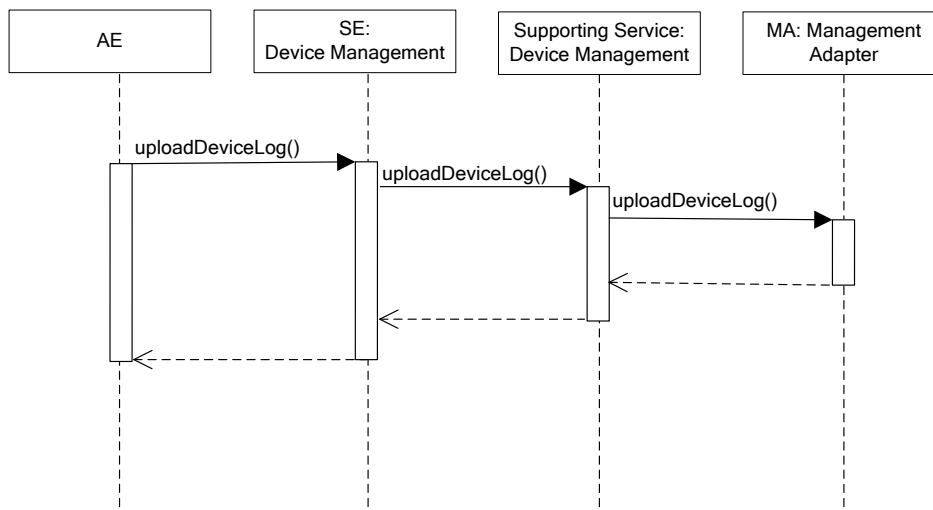 AE
SE:
Device Management
Supporting Service:
Device Management
MA: Management
Adapter
uploadDeviceLog()
uploadDeviceLog()
uploadDeviceLog()